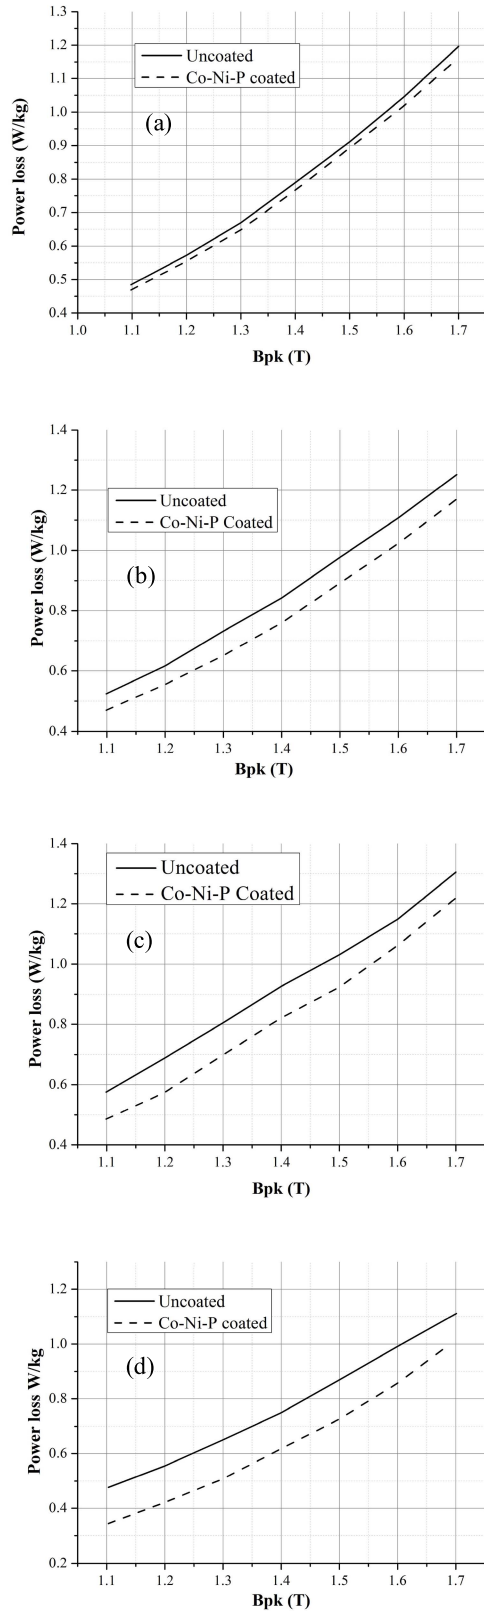 1.3
1.2
1.1
1.0
0.9
0.8
0.7
0.6
0.5
0.4
Power loss (W/kg)
Uncoated
Co-Ni-P coated
(a)
1.0 1.1 1.2 1.3 1.4 1.5 1.6 1.7
Bpk (T)
1.4
1.2
1.0
0.8
0.6
0.4
Power loss (W/kg)
Uncoated
Co-Ni-P Coated
(b)
1.1 1.2 1.3 1.4 1.5 1.6 1.7
Bpk (T)
1.4
1.2
1.0
0.8
0.6
0.4
Power loss (W/kg)
Uncoated
Co-Ni-P Coated
(c)
1.1 1.2 1.3 1.4 1.5 1.6 1.7
Bpk (T)
1.2
1.0
0.8
0.6
0.4
0.2
Power loss W/kg
Uncoated
Co-Ni-P coated
(d)
1.1 1.2 1.3 1.4 1.5 1.6 1.7
Bpk (T)